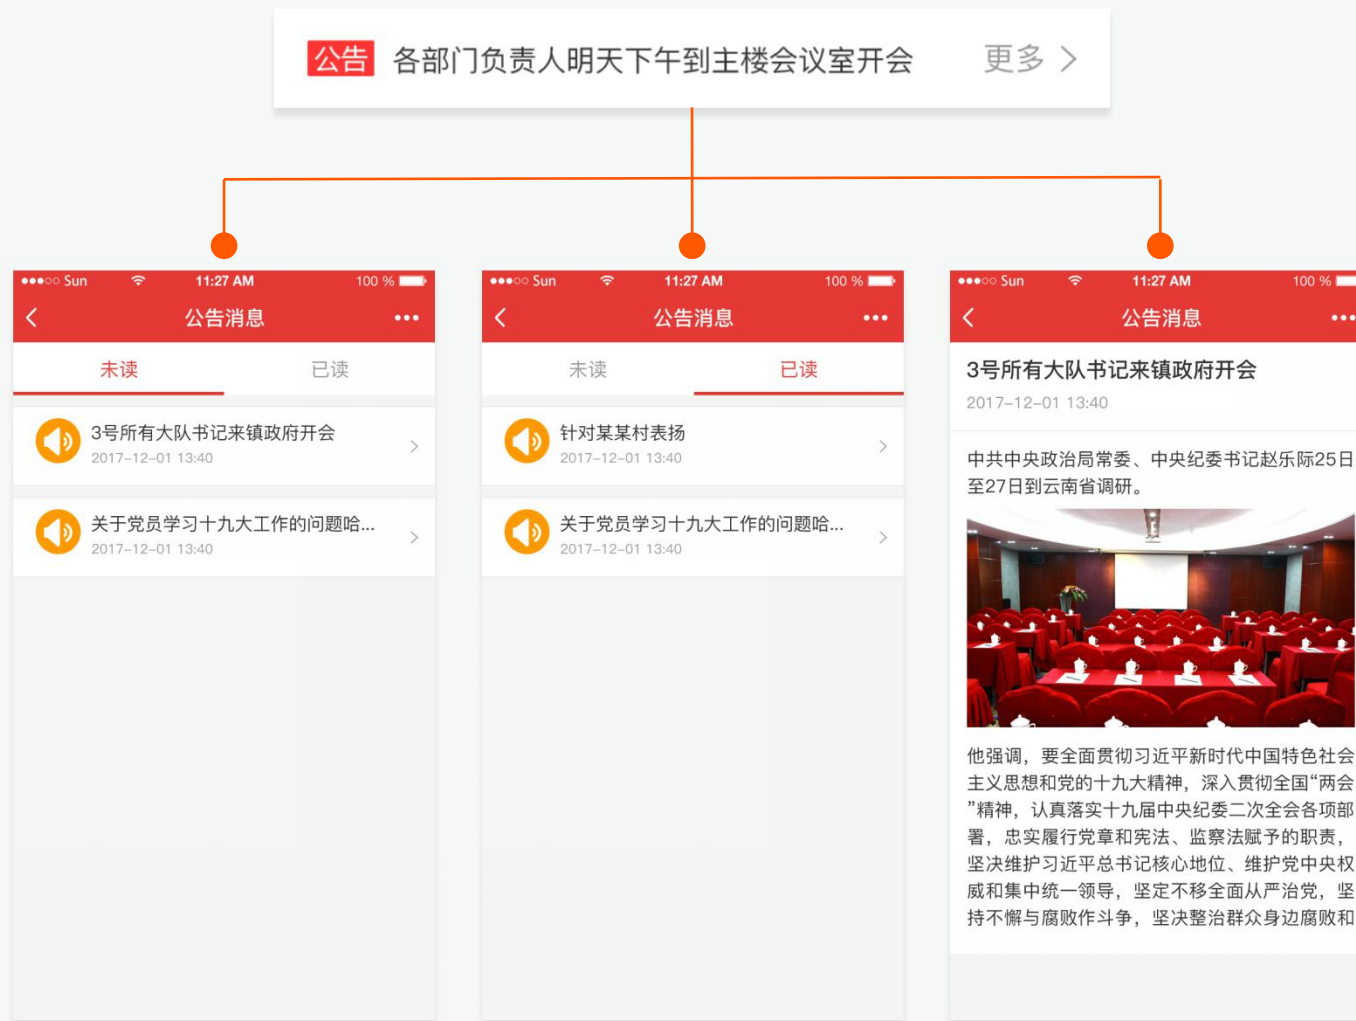 公告 各部门负责人明天下午到主楼会议室开会 更多 >
Sun 11:27 AM 100 %
公告消息
未读 已读
3号所有大队书记来镇政府开会
2017-12-01 13:40
关于党员学习十九大工作的问题哈...
2017-12-01 13:40
Sun 11:27 AM 100 %
公告消息
未读 已读
针对某某村表扬
2017-12-01 13:40
关于党员学习十九大工作的问题哈...
2017-12-01 13:40
Sun 11:27 AM 100 %
公告消息
3号所有大队书记来镇政府开会
2017-12-01 13:40
中共中央政治局常委、中央纪委书记赵乐际25日
至27日到云南省调研。
他强调，要全面贯彻习近平新时代中国特色社会
主义思想和党的十九大精神，深入贯彻全国“两会
”精神，认真落实十九届中央纪委二次全会各项部
署，忠实履行党章和宪法、监察法赋予的职责，
坚决维护习近平总书记核心地位、维护党中央权
威和集中统一领导，坚定不移全面从严治党，坚
持不懈与腐败作斗争，坚决整治群众身边腐败和